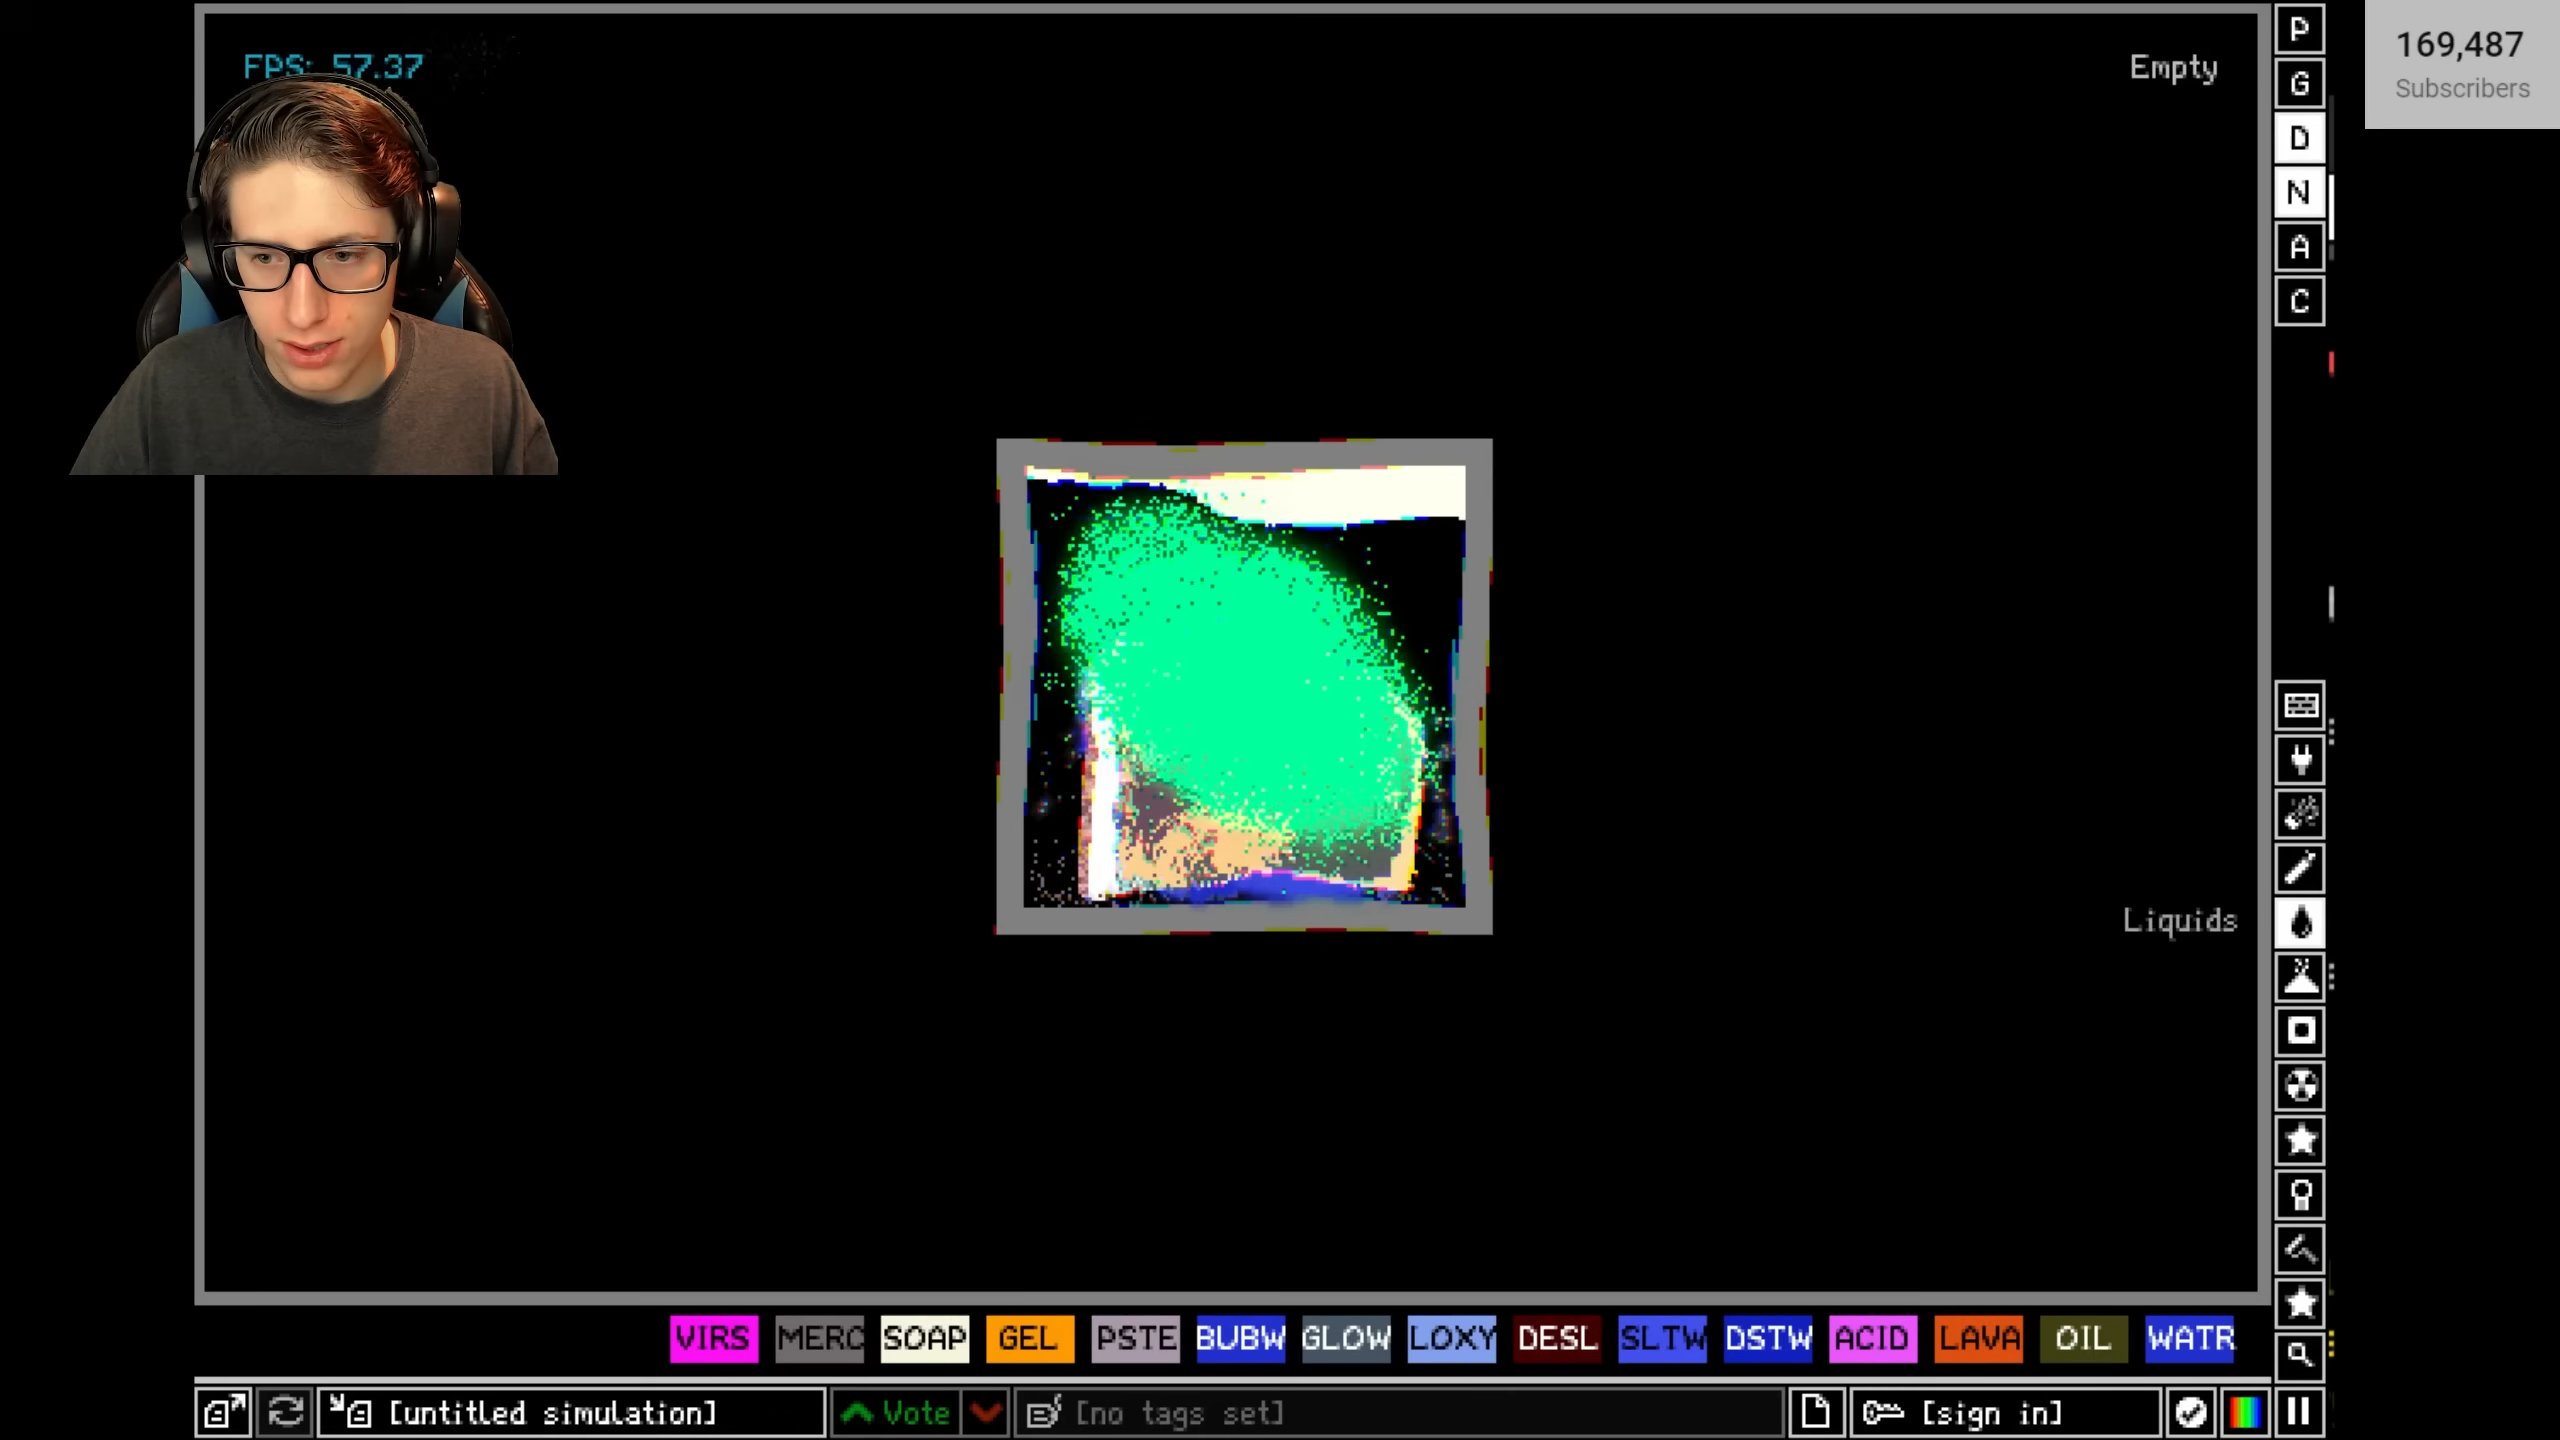 FPS: 57.37
Empty
169,487
Subscribers
P
G
D
N
A
C
Liquids
VIRS MERC SOAP GEL PSTE BUBW GLOW LOXY DESL SLTW DSTW ACID LAVA OIL WATR
[untitled simulation] Vote [no tags set] [sign in]